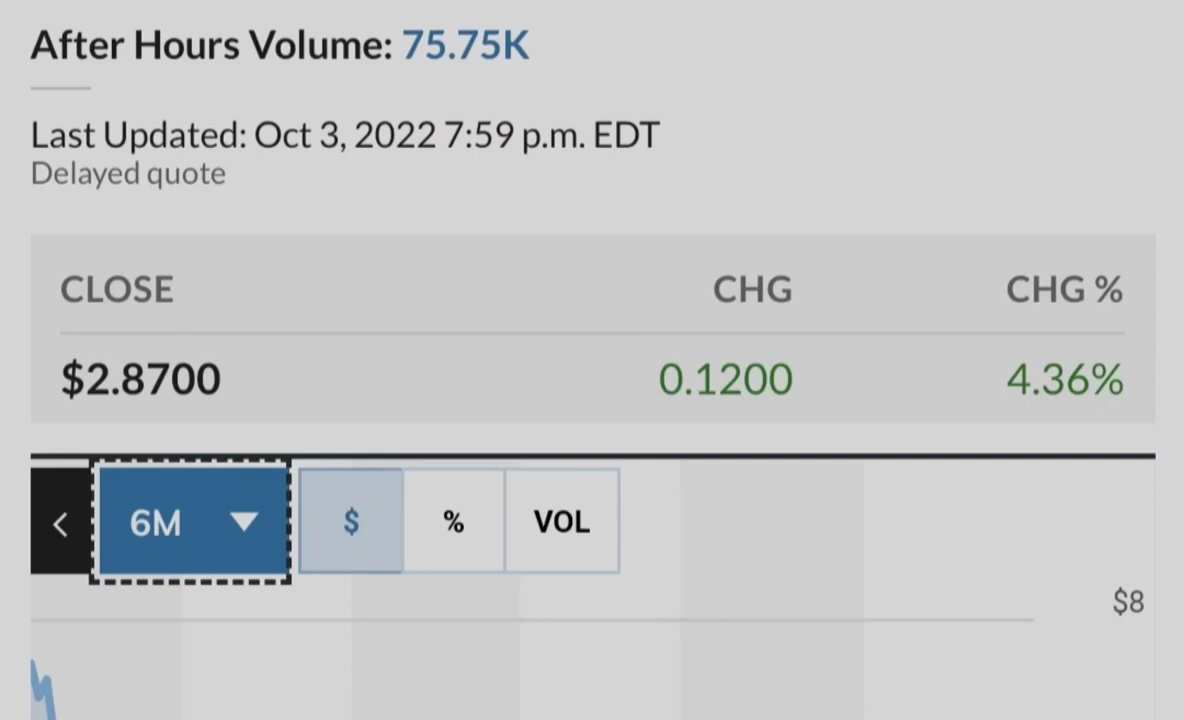 After Hours Volume: 75.75K
Last Updated: Oct 3, 2022 7:59 p.m. EDT
Delayed quote
CLOSE CHG CHG %
$2.8700 0.1200 4.36%
6M $ % VOL
$8